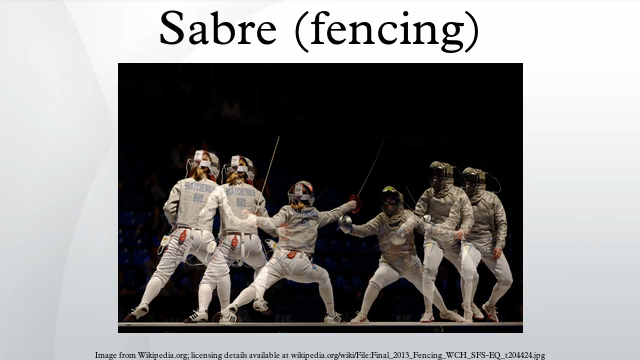 Sabre (fencing)
Image from Wikipedia.org; licensing details available at wikipedia.org/wiki/File:Final_2013_Fencing_WCH_SFS-EQ_t204424.jpg